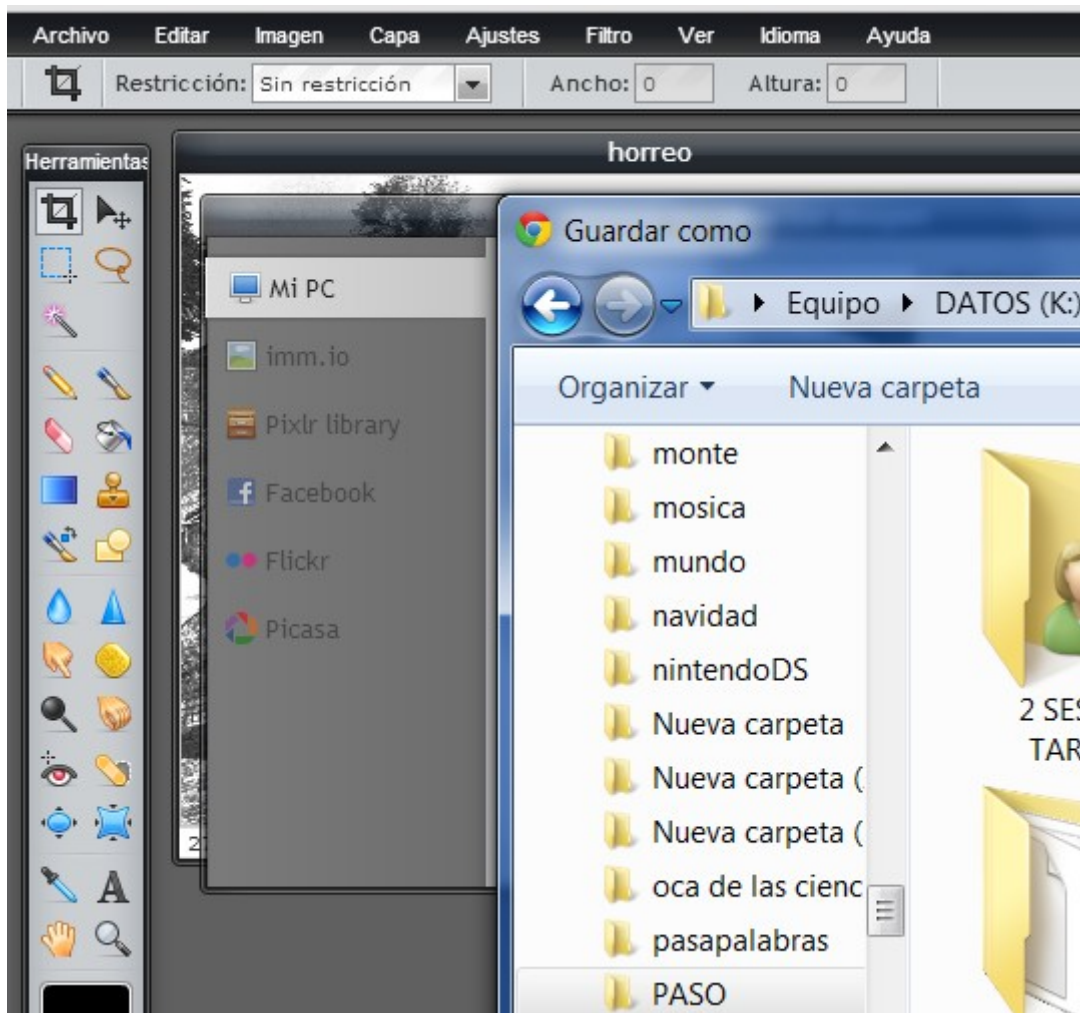 Archivo Editar Imagen Capa Ajustes Filtro Ver Idioma Ayuda
Restricción: Sin restricción Ancho: 0 Altura: 0
Herramientas
horreo
Mi PC
imm.io
Pixlr library
Facebook
Flickr
Picasa
Guardar como
Equipo DATOS (K:)
Organizar Nueva carpeta
monte
mosica
mundo
navidad
nintendoDS
Nueva carpeta
Nueva carpeta (
Nueva carpeta (
oca de las cienc
pasapalabras
PASO
2 SES
TAR